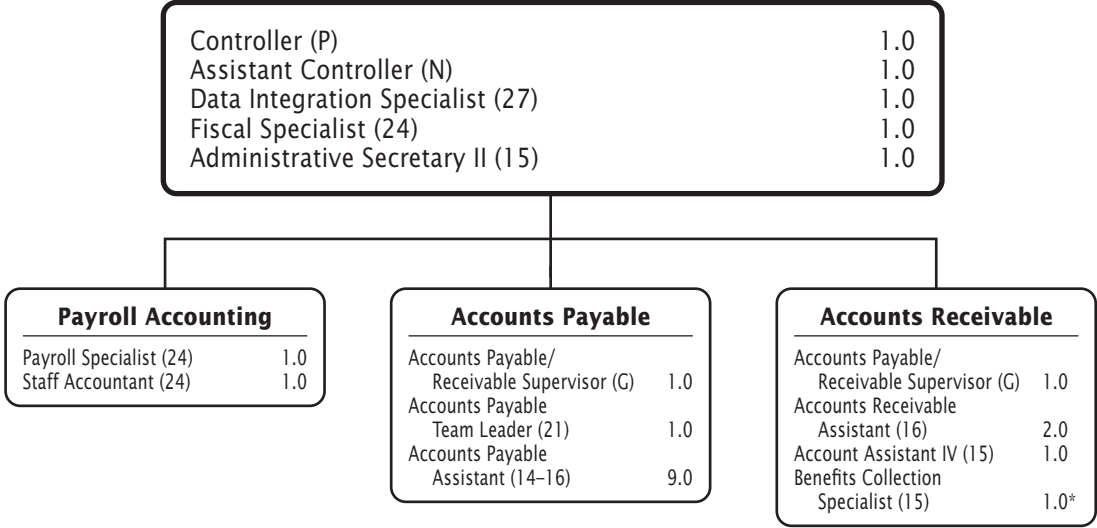 Controller (P) 1.0
Assistant Controller (N) 1.0
Data Integration Specialist (27) 1.0
Fiscal Specialist (24) 1.0
Administrative Secretary II (15) 1.0
Payroll Accounting
Payroll Specialist (24) 1.0
Staff Accountant (24) 1.0
Accounts Payable
Accounts Payable/
Receivable Supervisor (G) 1.0
Accounts Payable
Team Leader (21) 1.0
Accounts Payable
Assistant (14–16) 9.0
Accounts Receivable
Accounts Payable/
Receivable Supervisor (G) 1.0
Accounts Receivable
Assistant (16) 2.0
Account Assistant IV (15) 1.0
Benefits Collection
Specialist (15) 1.0*